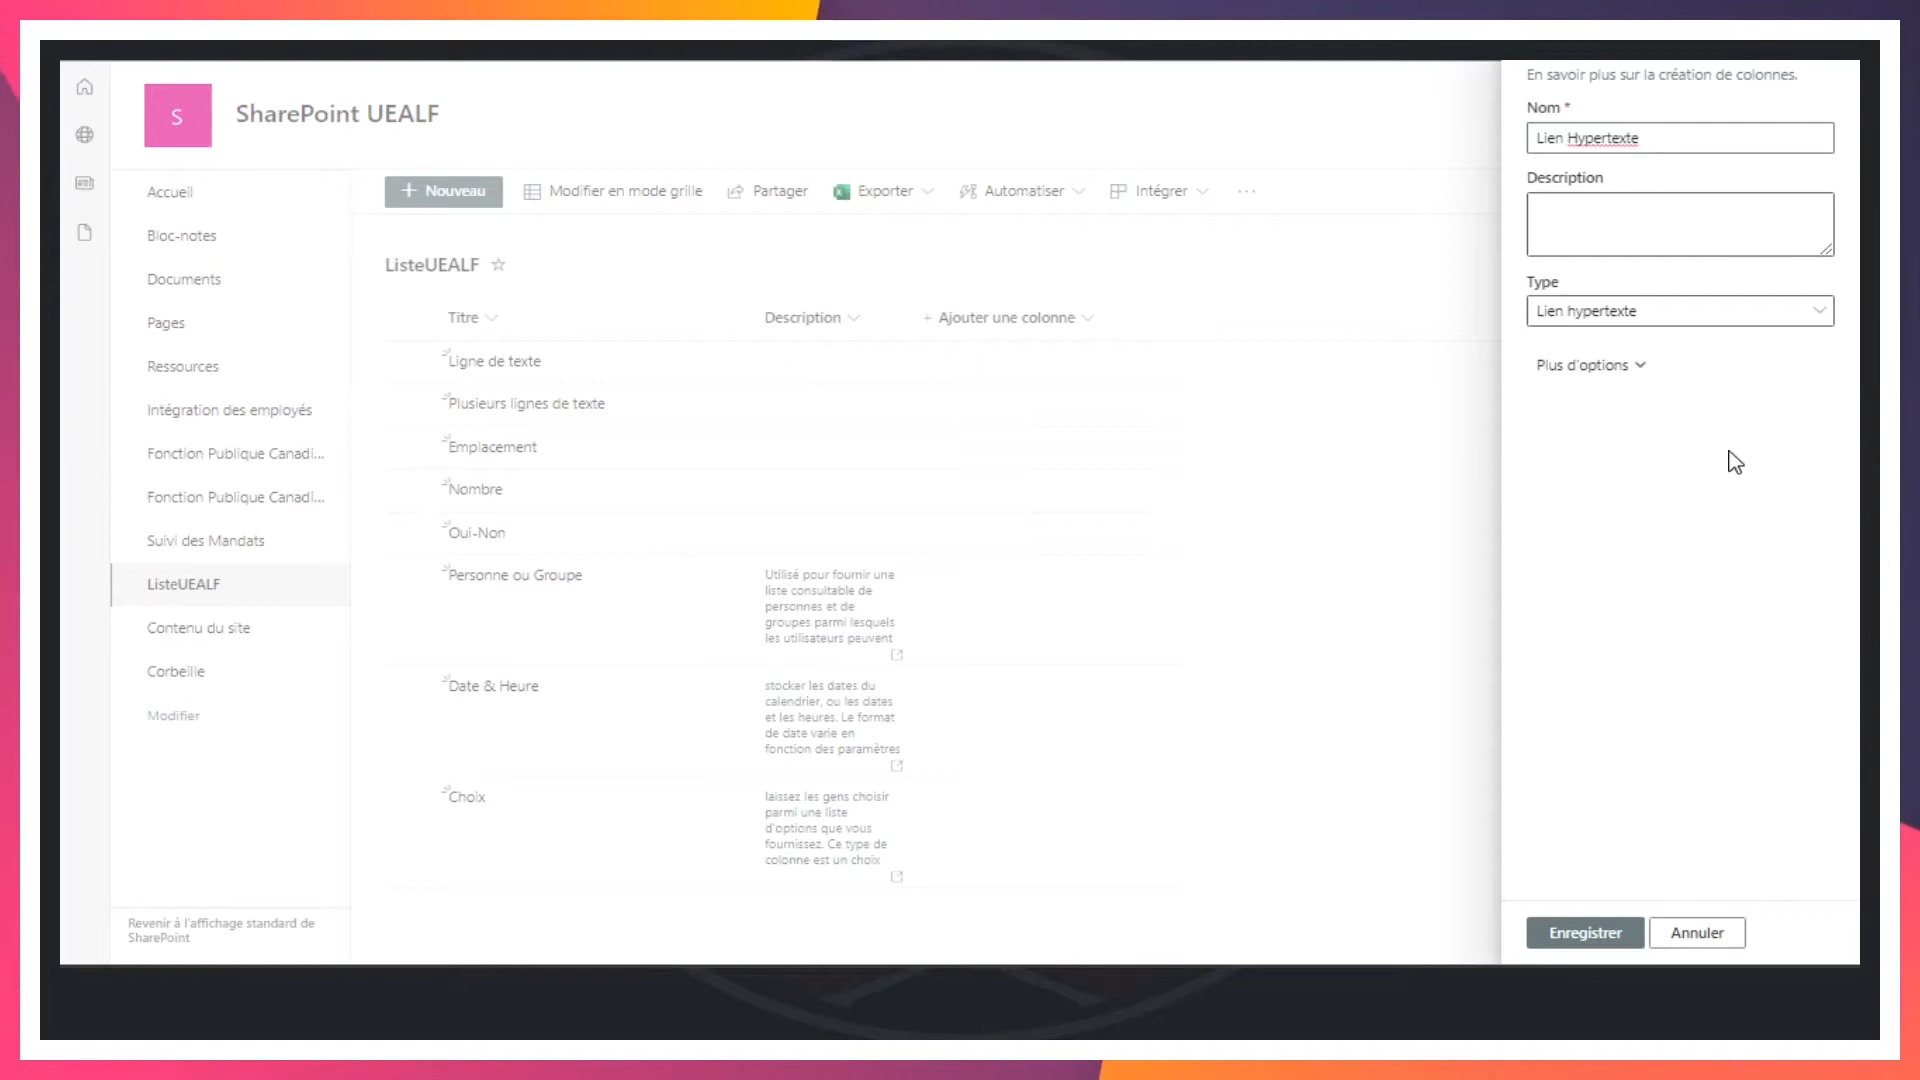 S
SharePoint UEALF
Accueil
Bloc-notes
Documents
Pages
Ressources
Intégration des employés
Fonction Publique Canadi...
Fonction Publique Canadi...
Suivi des Mandats
ListeUEALF
Contenu du site
Corbeille
Modifier
Revenir à l'affichage standard de
SharePoint
+ Nouveau
Modifier en mode grille
Partager
Exporter
Automatiser
Intégrer
...
ListeUEALF
Titre
Description
+ Ajouter une colonne
Ligne de texte
Plusieurs lignes de texte
Emplacement
Nombre
Oui-Non
Personne ou Groupe
Utilisé pour fournir une
liste consultable de
personnes et de
groupes parmi lesquels
les utilisateurs peuvent
Date & Heure
stocker les dates du
calendrier, ou les dates
et les heures. Le format
de date varie en
fonction des paramètres
Choix
laissez les gens choisir
parmi une liste
d'options que vous
fournissez. Ce type de
colonne est un choix
En savoir plus sur la création de colonnes.
Nom *
Lien Hypertexte
Description
Type
Lien hypertexte
Plus d'options
Enregistrer
Annuler